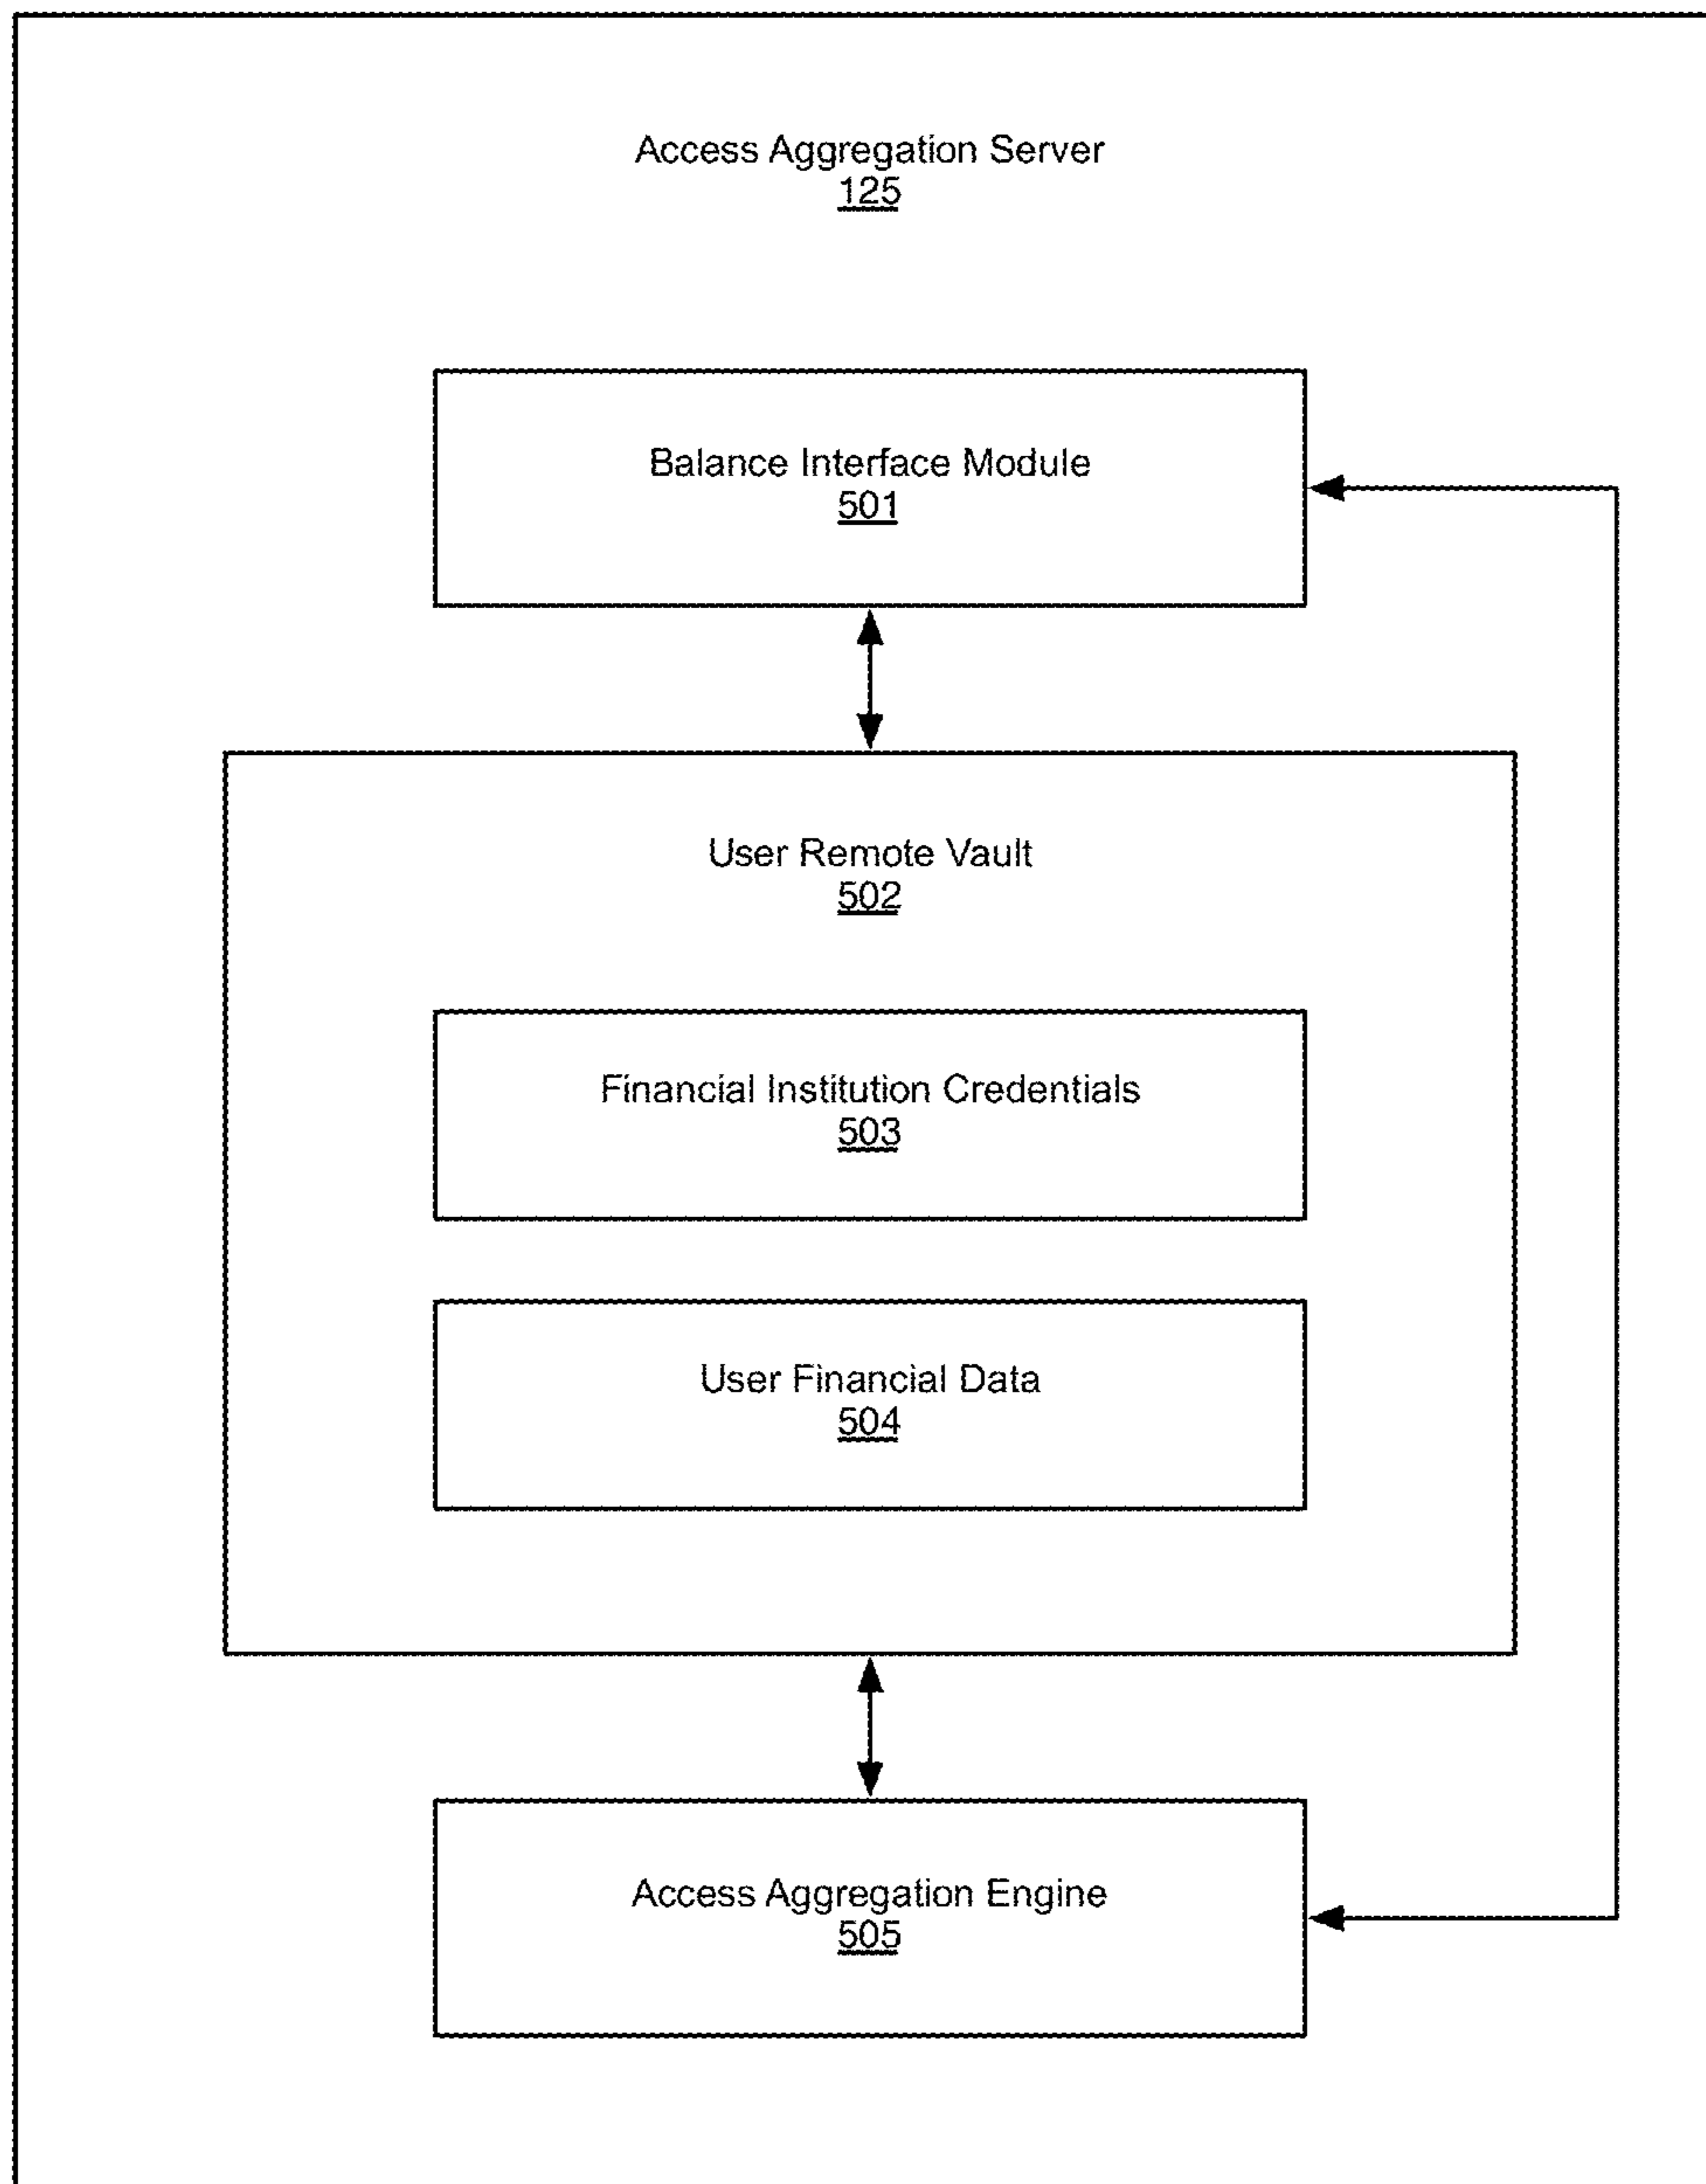 Access Aggregation Server
125
Balance Interface Module
501
User Remote Vault
502
Financial Institution Credentials
503
User Financial Data
504
Access Aggregation Engine
505